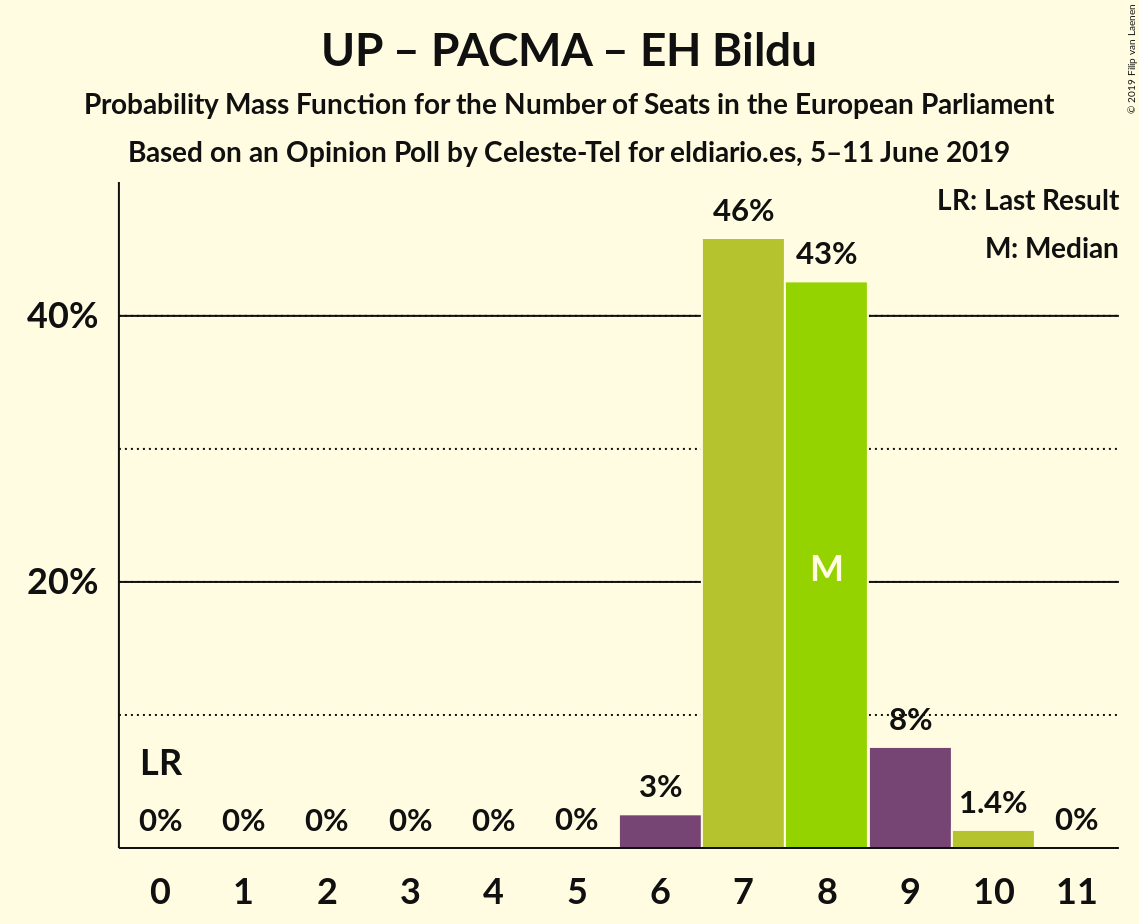 UP – PACMA – EH Bildu
Probability Mass Function for the Number of Seats in the European Parliament
Based on an Opinion Poll by Celeste-Tel for eldiario.es, 5–11 June 2019
© 2019 Filip van Laenen
LR: Last Result
M: Median
46%
43%
40%
M
20%
8%
LR
3%
1.4%
0% 0% 0% 0% 0% 0% 0%
0 1 2 3 4 5 6 7 8 9 10 11